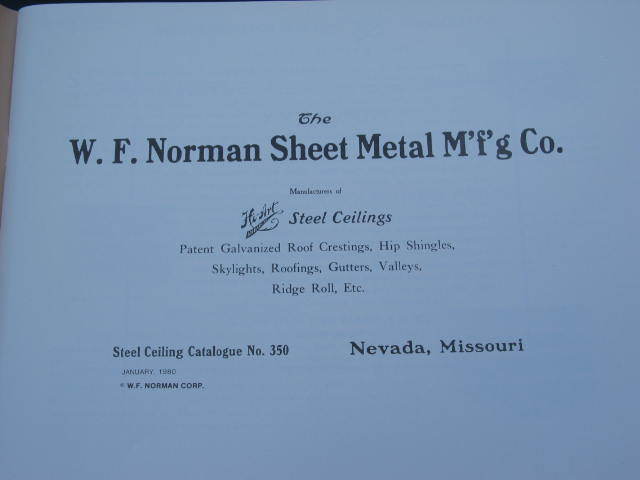 The
W. F. Norman Sheet Metal M'f'g Co.
Manufacturers of
Hi-Art Steel Ceilings
Patent Galvanized Roof Crestings, Hip Shingles,
Skylights, Roofings, Gutters, Valleys,
Ridge Roll, Etc.
Steel Ceiling Catalogue No. 350
Nevada, Missouri
JANUARY, 1980
© W.F. NORMAN CORP.